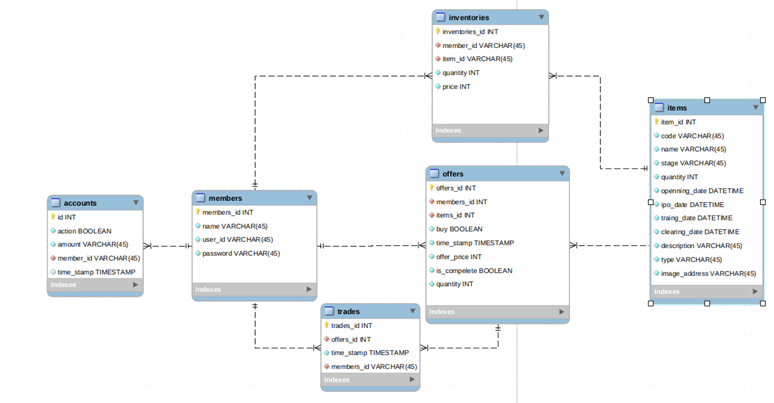 inventories
inventories_id INT
member_id VARCHAR(45)
item_id VARCHAR(45)
quantity INT
price INT
Indexes
items
item_id INT
code VARCHAR(45)
name VARCHAR(45)
stage VARCHAR(45)
quantity INT
openning_date DATETIME
ipo_date DATETIME
traing_date DATETIME
clearing_date DATETIME
description VARCHAR(45)
type VARCHAR(45)
image_address VARCHAR(45)
Indexes
offers
offers_id INT
members_id INT
items_id INT
buy BOOLEAN
time_stamp TIMESTAMP
offer_price INT
is_compelete BOOLEAN
quantity INT
Indexes
members
members_id INT
name VARCHAR(45)
user_id VARCHAR(45)
password VARCHAR(45)
Indexes
accounts
id INT
action BOOLEAN
amount VARCHAR(45)
member_id VARCHAR(45)
time_stamp TIMESTAMP
Indexes
trades
trades_id INT
offers_id INT
time_stamp TIMESTAMP
members_id VARCHAR(45)
Indexes